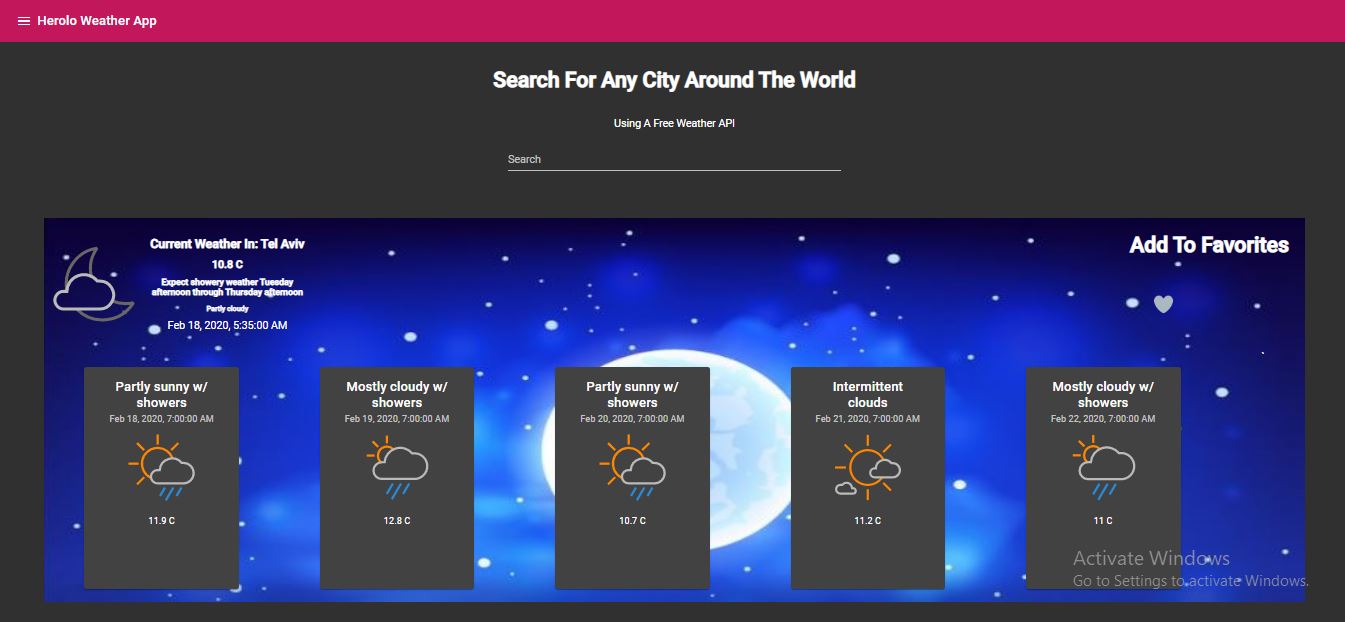 Herolo Weather App
Search For Any City Around The World
Using A Free Weather API
Search
Current Weather In: Tel Aviv
10.8 C
Expect showery weather Tuesday
afternoon through Thursday afternoon
Partly cloudy
Feb 18, 2020, 5:35:00 AM
Add To Favorites
Partly sunny w/
showers
Feb 18, 2020, 7:00:00 AM
11.9 C
Mostly cloudy w/
showers
Feb 19, 2020, 7:00:00 AM
12.8 C
Partly sunny w/
showers
Feb 20, 2020, 7:00:00 AM
10.7 C
Intermittent
clouds
Feb 21, 2020, 7:00:00 AM
11.2 C
Mostly cloudy w/
showers
Feb 22, 2020, 7:00:00 AM
11 C
Activate Windows
Go to Settings to activate Windows.